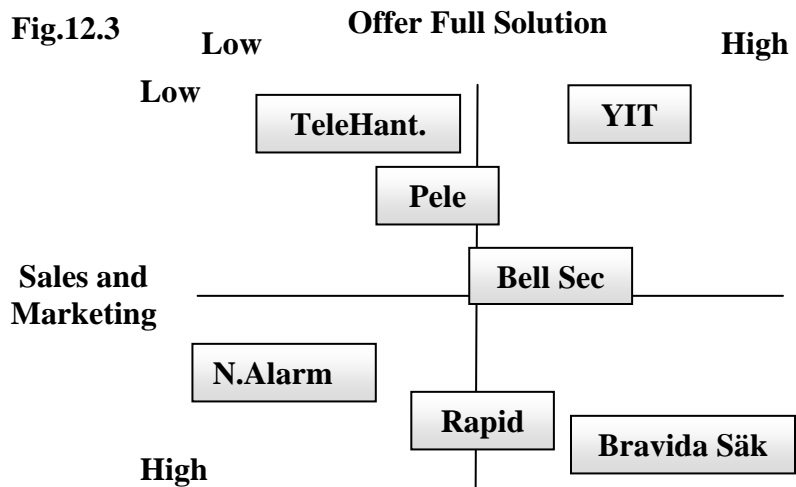 Fig.12.3
Offer Full Solution
Low
High
Low
TeleHant.
YIT
Pele
Sales and
Marketing
Bell Sec
N.Alarm
Rapid
Bravida Säk
High